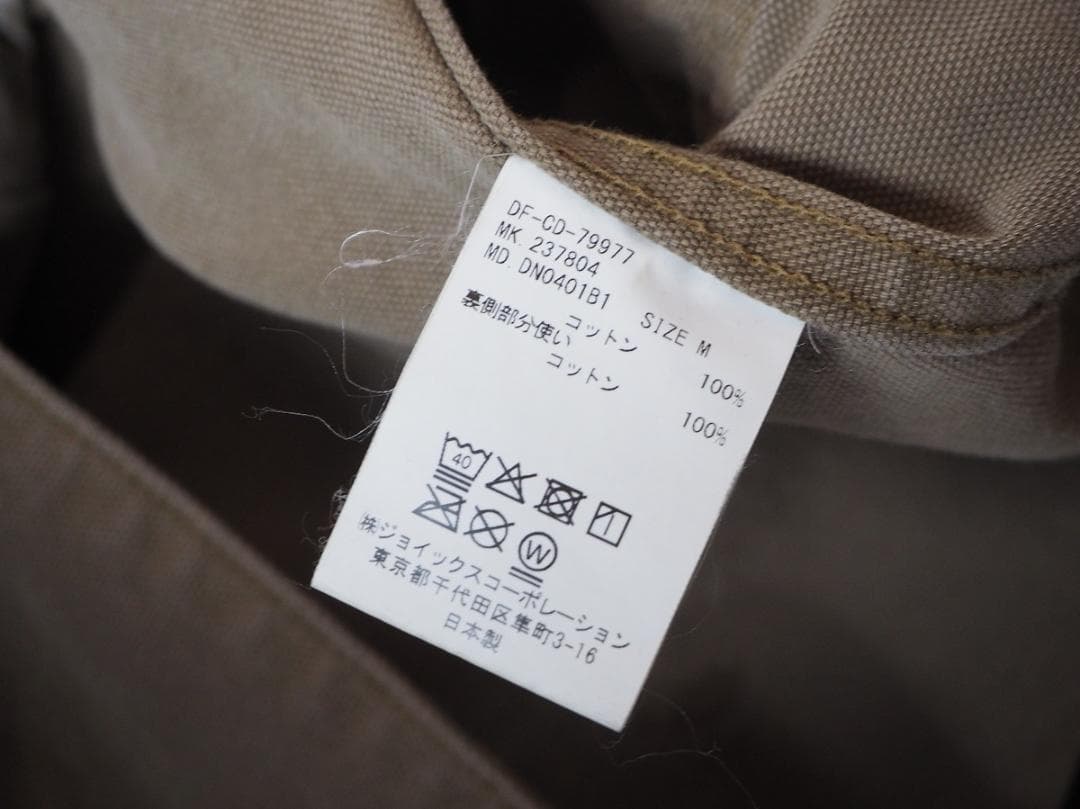 DF-CD-79977
MK. 237804
MD. DN0401B1
SIZE M
コットン 100%
裏側部分使い
コットン 100%
40
W
㈱ジョイックスコーポレーション
東京都千代田区隼町3-16
日本製